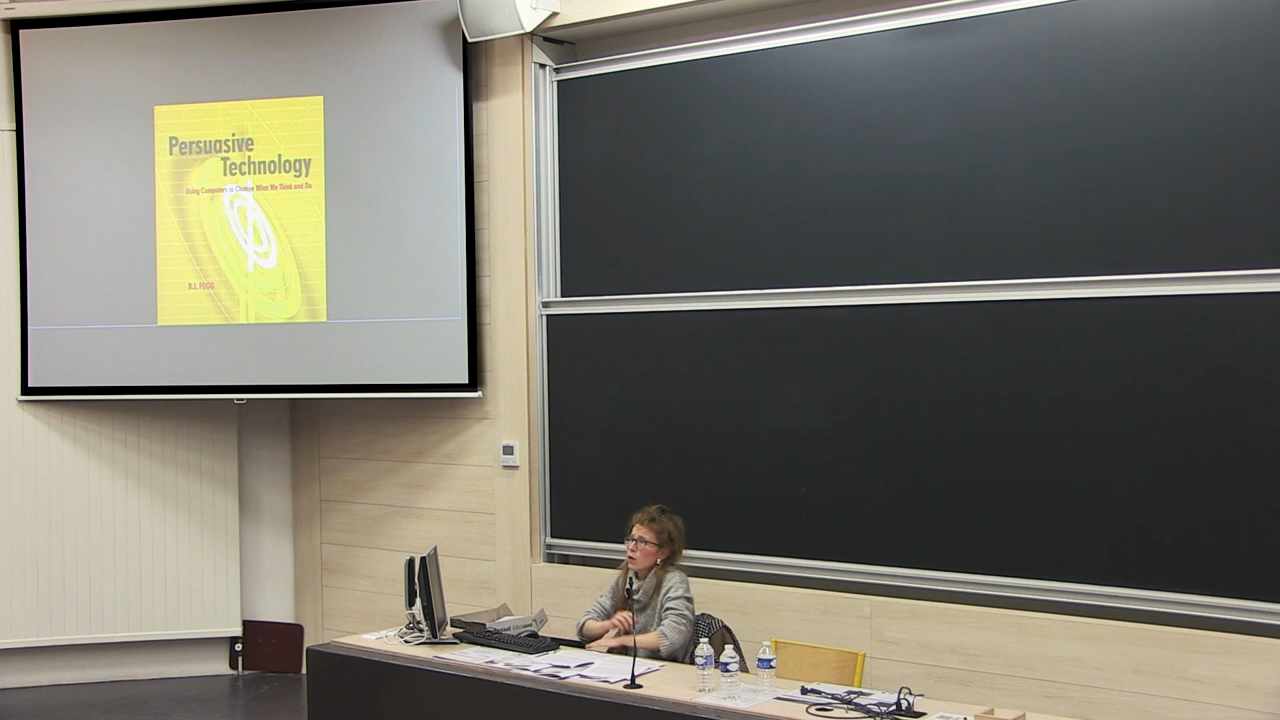 Persuasive
Technology
Using Computers to Change What We Think and Do
B.J. FOGG